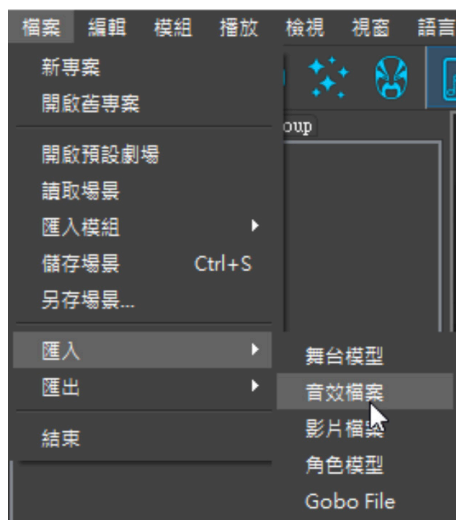 檔案 編輯 模組 播放 檢視 視窗 語言
新專案
開啟舊專案
oup
開啟預設劇場
讀取場景
匯入模組
儲存場景 Ctrl+S
另存場景...
匯入
舞台模型
匯出
音效檔案
影片檔案
結束
角色模型
Gobo File